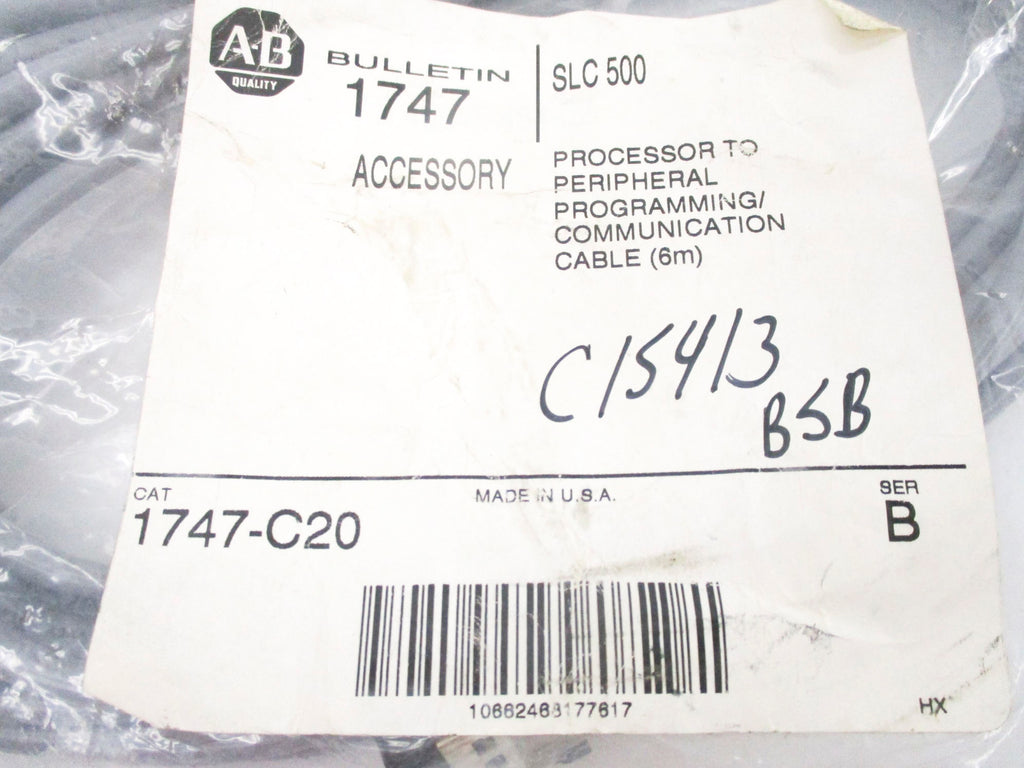 A-B
QUALITY
BULLETIN
1747
ACCESSORY
SLC 500
PROCESSOR TO
PERIPHERAL
PROGRAMMING/
COMMUNICATION
CABLE (6m)
C15413
BSB
CAT
1747-C20
MADE IN U.S.A.
SER
B
10662468177617
HX